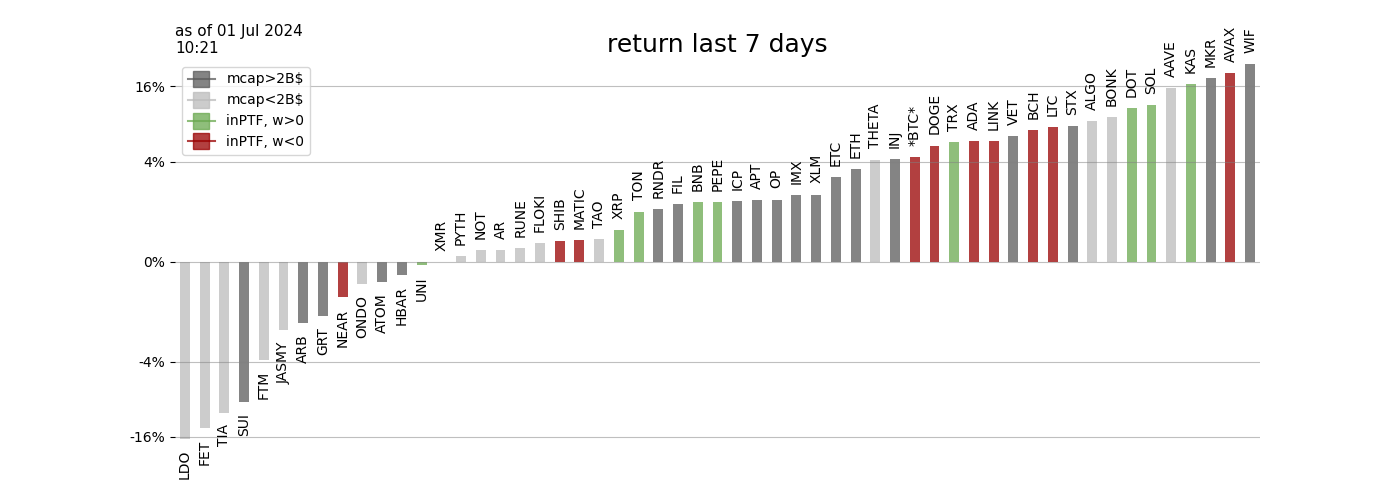 as of 01 Jul 2024
10:21
return last 7 days
mcap>2B$
mcap<2B$
inPTF, w>0
inPTF, w<0
16%
4%
0%
-4%
-16%
LDO
FET
TIA
SUI
FTM
JASMY
ARB
GRT
NEAR
ONDO
ATOM
HBAR
UNI
XMR
PYTH
NOT
AR
RUNE
FLOKI
SHIB
MATIC
TAO
XRP
TON
RNDR
FIL
BNB
PEPE
ICP
APT
OP
IMX
XLM
ETC
ETH
THETA
INJ
*BTC*
DOGE
TRX
ADA
LINK
VET
BCH
LTC
STX
ALGO
BONK
DOT
SOL
AAVE
KAS
MKR
AVAX
WIF